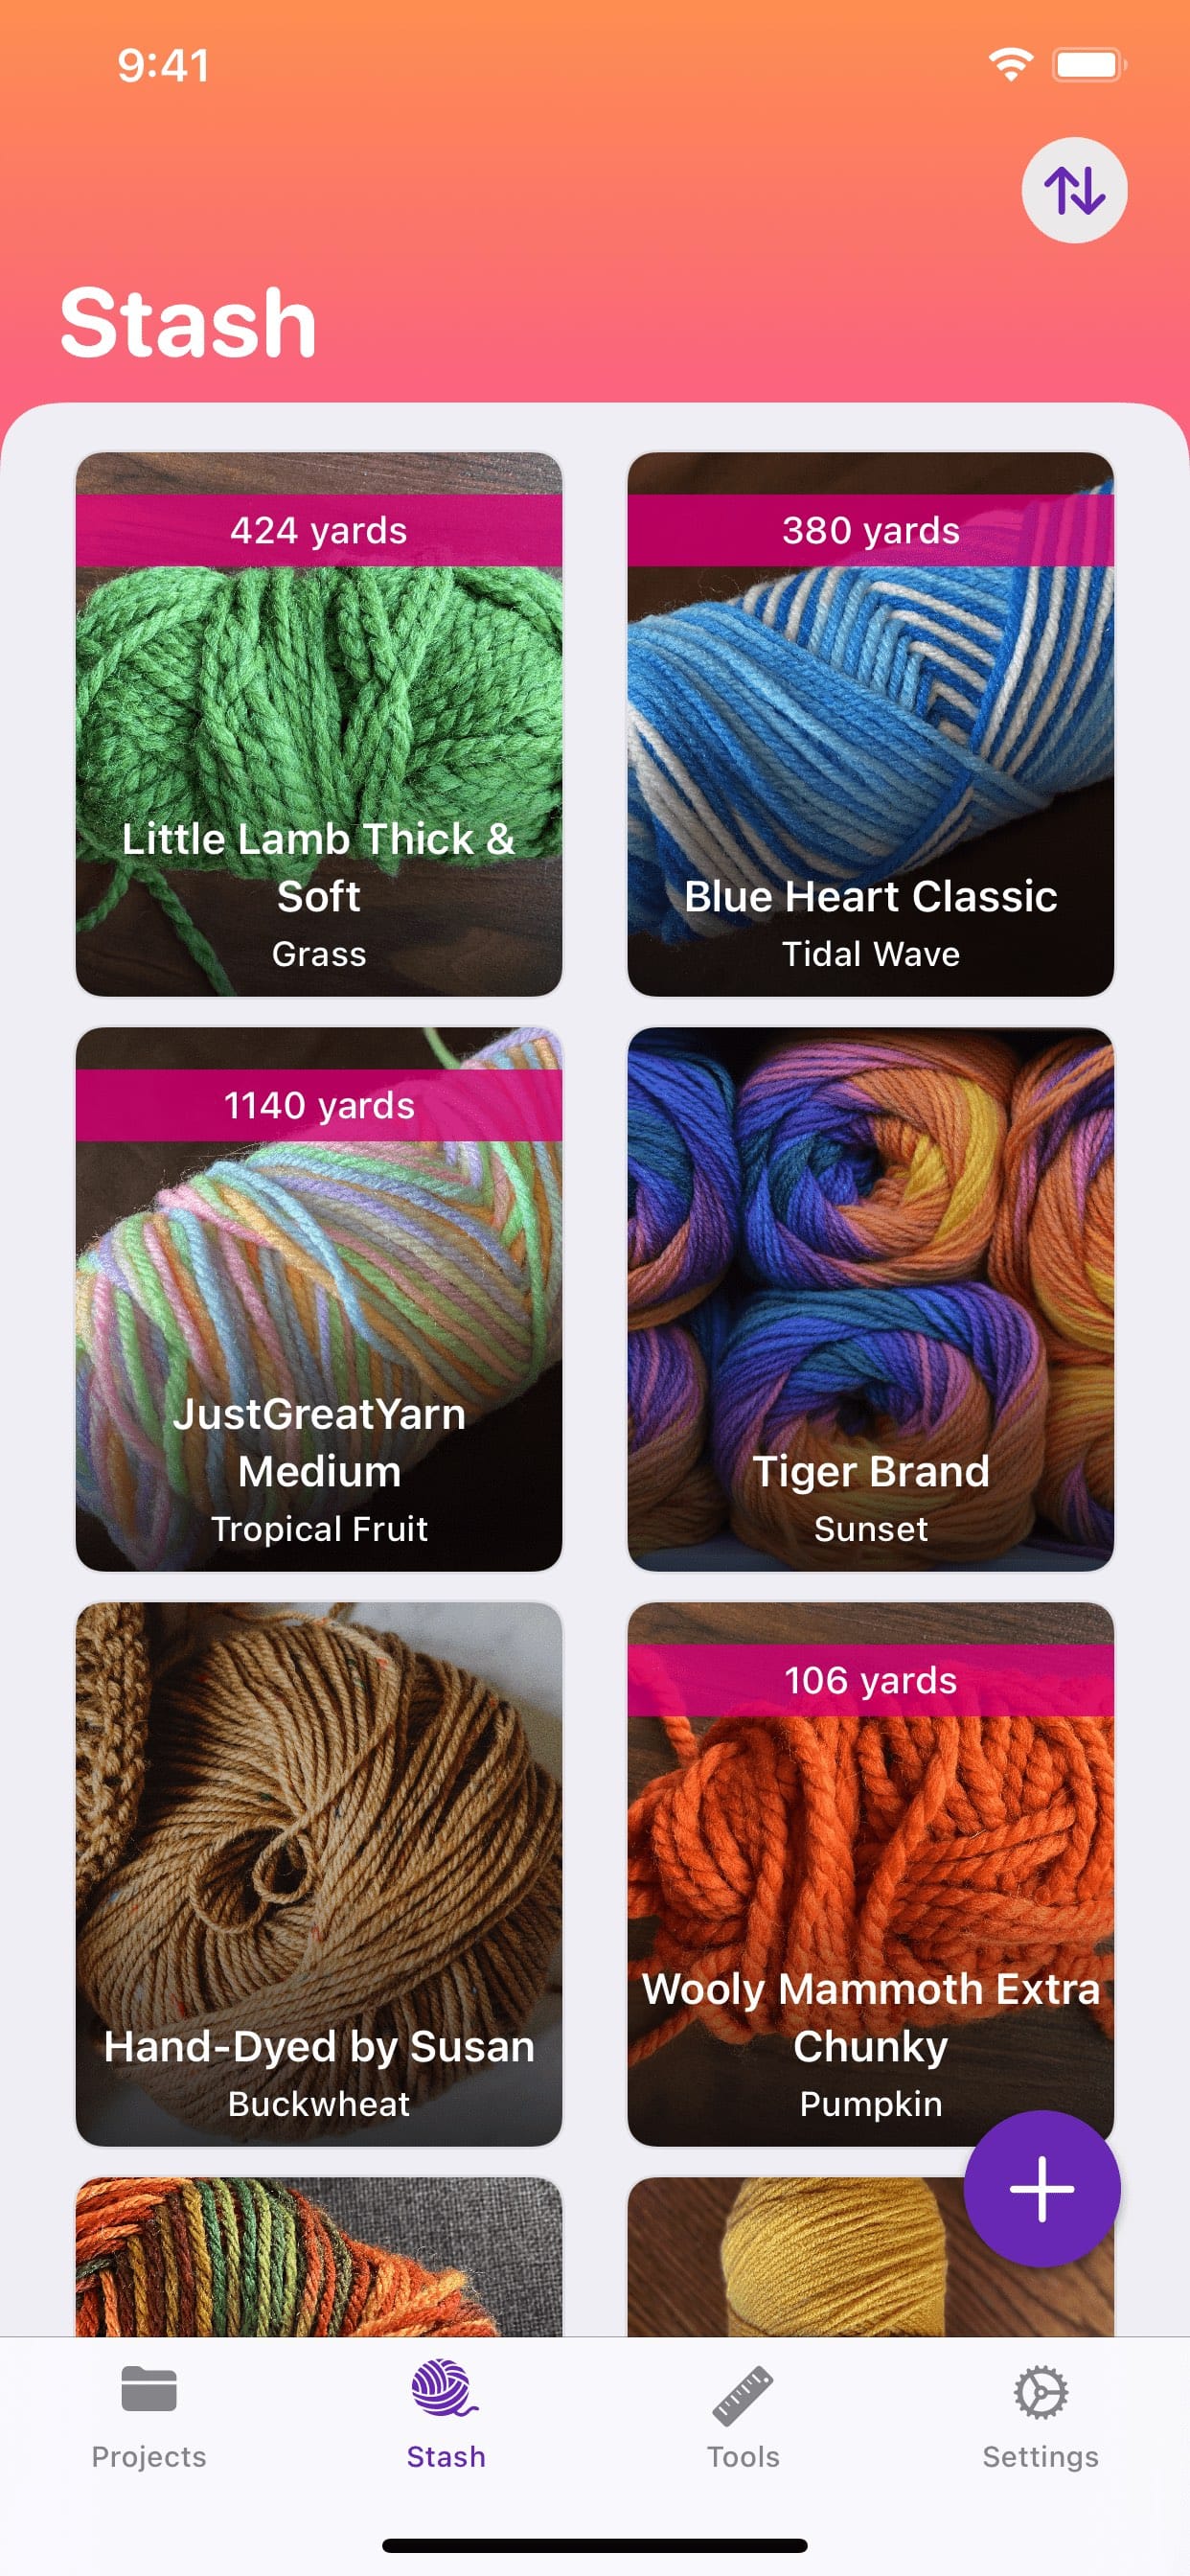 9:41
Stash
424 yards
Little Lamb Thick &
Soft
Grass
380 yards
Blue Heart Classic
Tidal Wave
1140 yards
JustGreatYarn
Medium
Tropical Fruit
Tiger Brand
Sunset
Hand-Dyed by Susan
Buckwheat
106 yards
Wooly Mammoth Extra
Chunky
Pumpkin
Projects
Stash
Tools
Settings